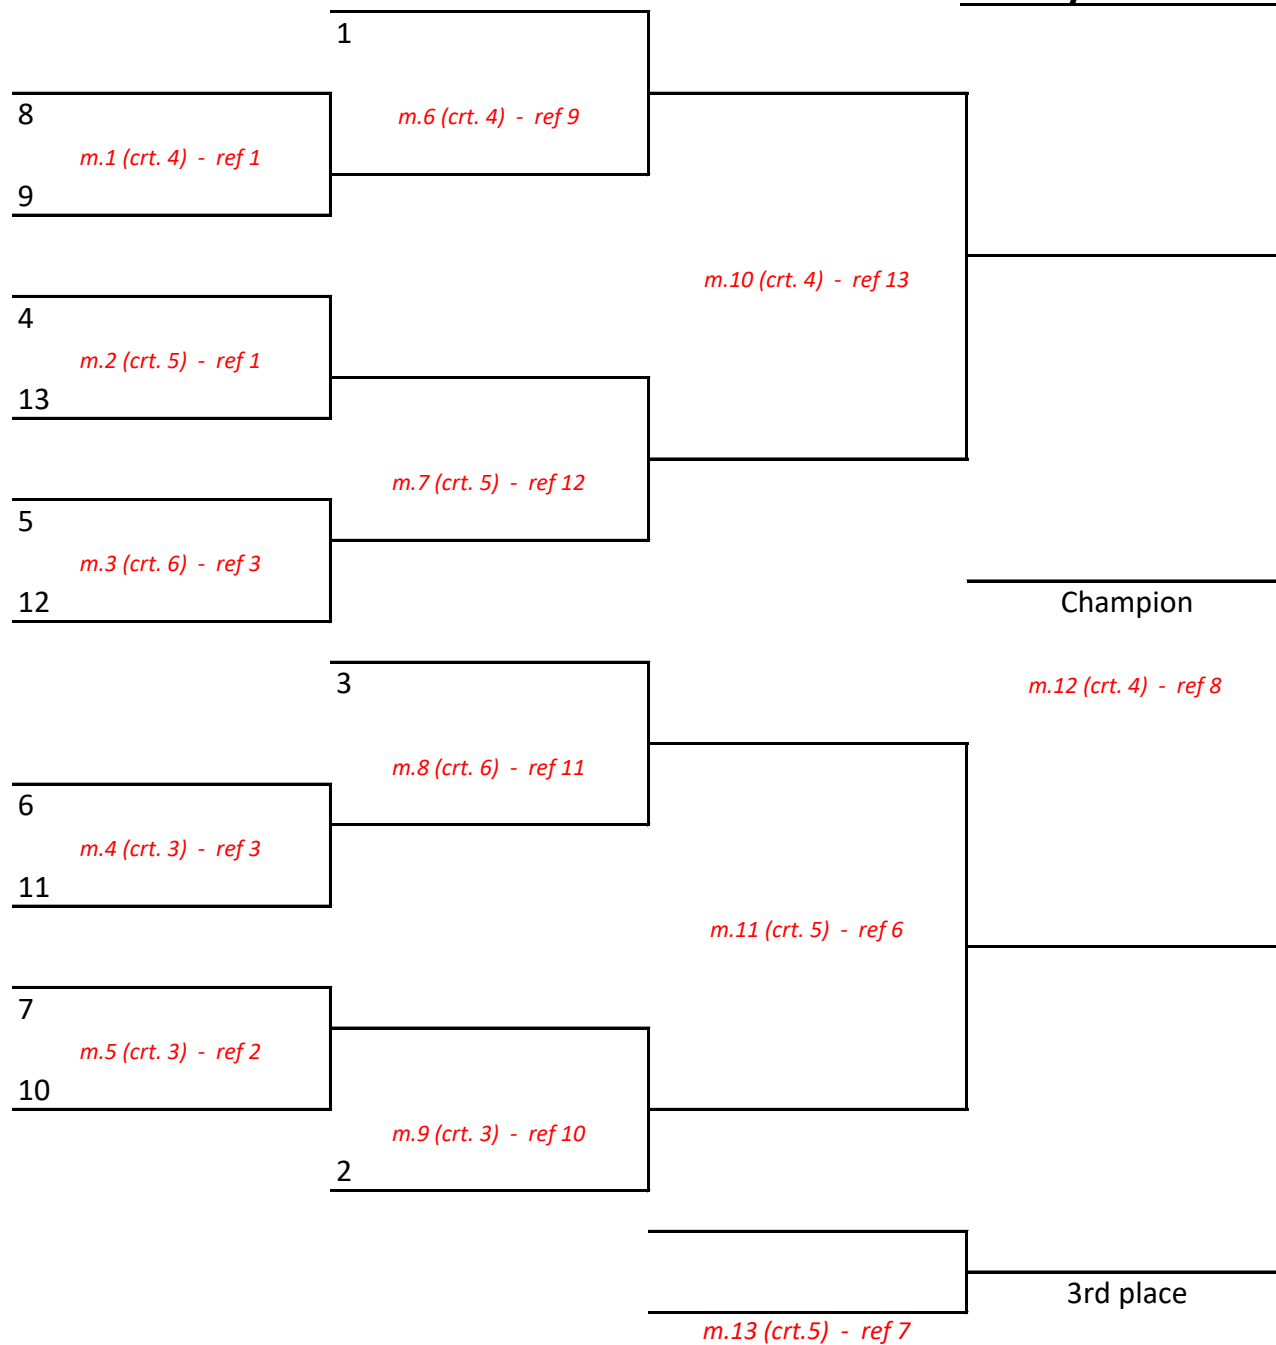 1
8
m.6 (crt. 4) - ref 9
m.1 (crt. 4) - ref 1
9
m.10 (crt. 4) - ref 13
4
m.2 (crt. 5) - ref 1
13
m.7 (crt. 5) - ref 12
5
m.3 (crt. 6) - ref 3
12
Champion
3
m.12 (crt. 4) - ref 8
m.8 (crt. 6) - ref 11
6
m.4 (crt. 3) - ref 3
11
m.11 (crt. 5) - ref 6
7
m.5 (crt. 3) - ref 2
10
m.9 (crt. 3) - ref 10
2
3rd place
m.13 (crt.5) - ref 7